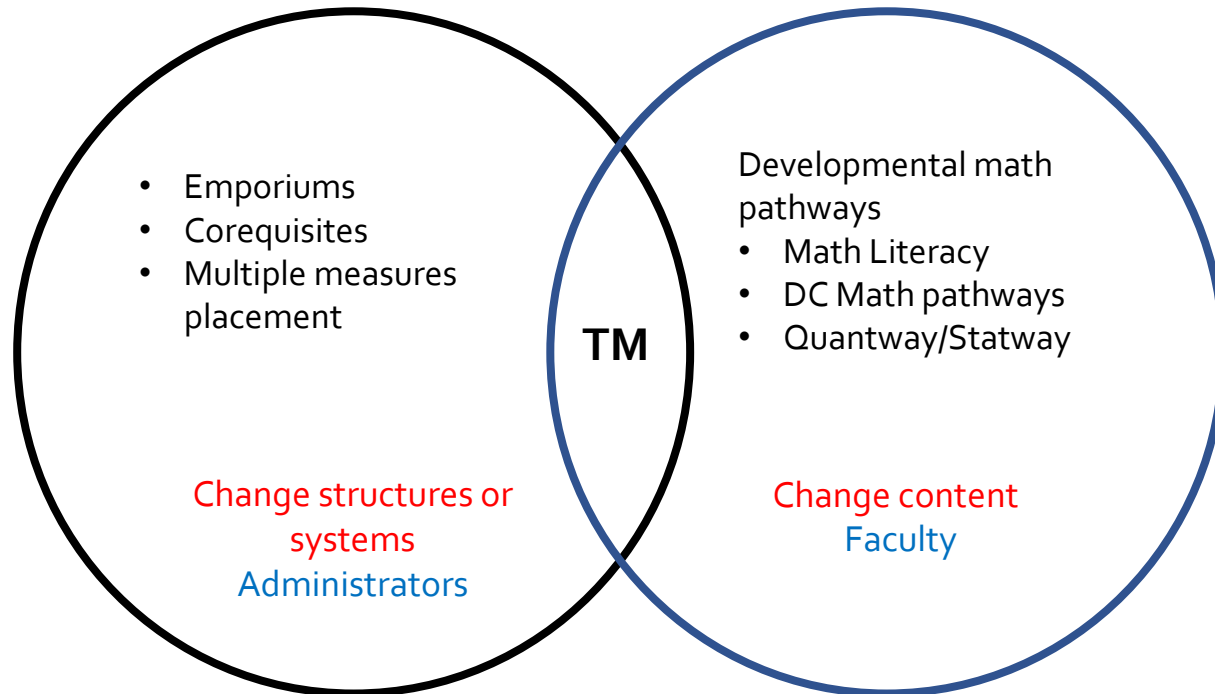 • Emporiums
• Corequisites
• Multiple measures
placement
Change structures or
systems
Administrators
TM
Developmental math
pathways
• Math Literacy
• DC Math pathways
• Quantway/Statway
Change content
Faculty